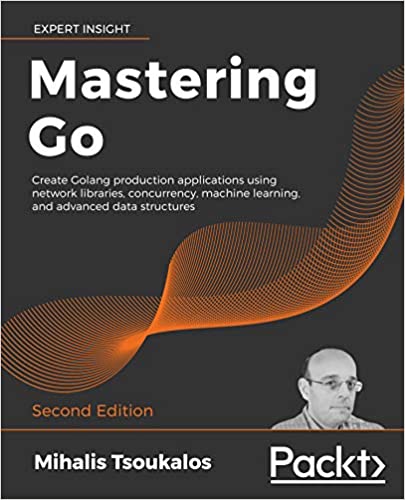 EXPERT INSIGHT
Mastering
Go
Create Golang production applications using
network libraries, concurrency, machine learning,
and advanced data structures
Second Edition
Mihalis Tsoukalos
Packt>